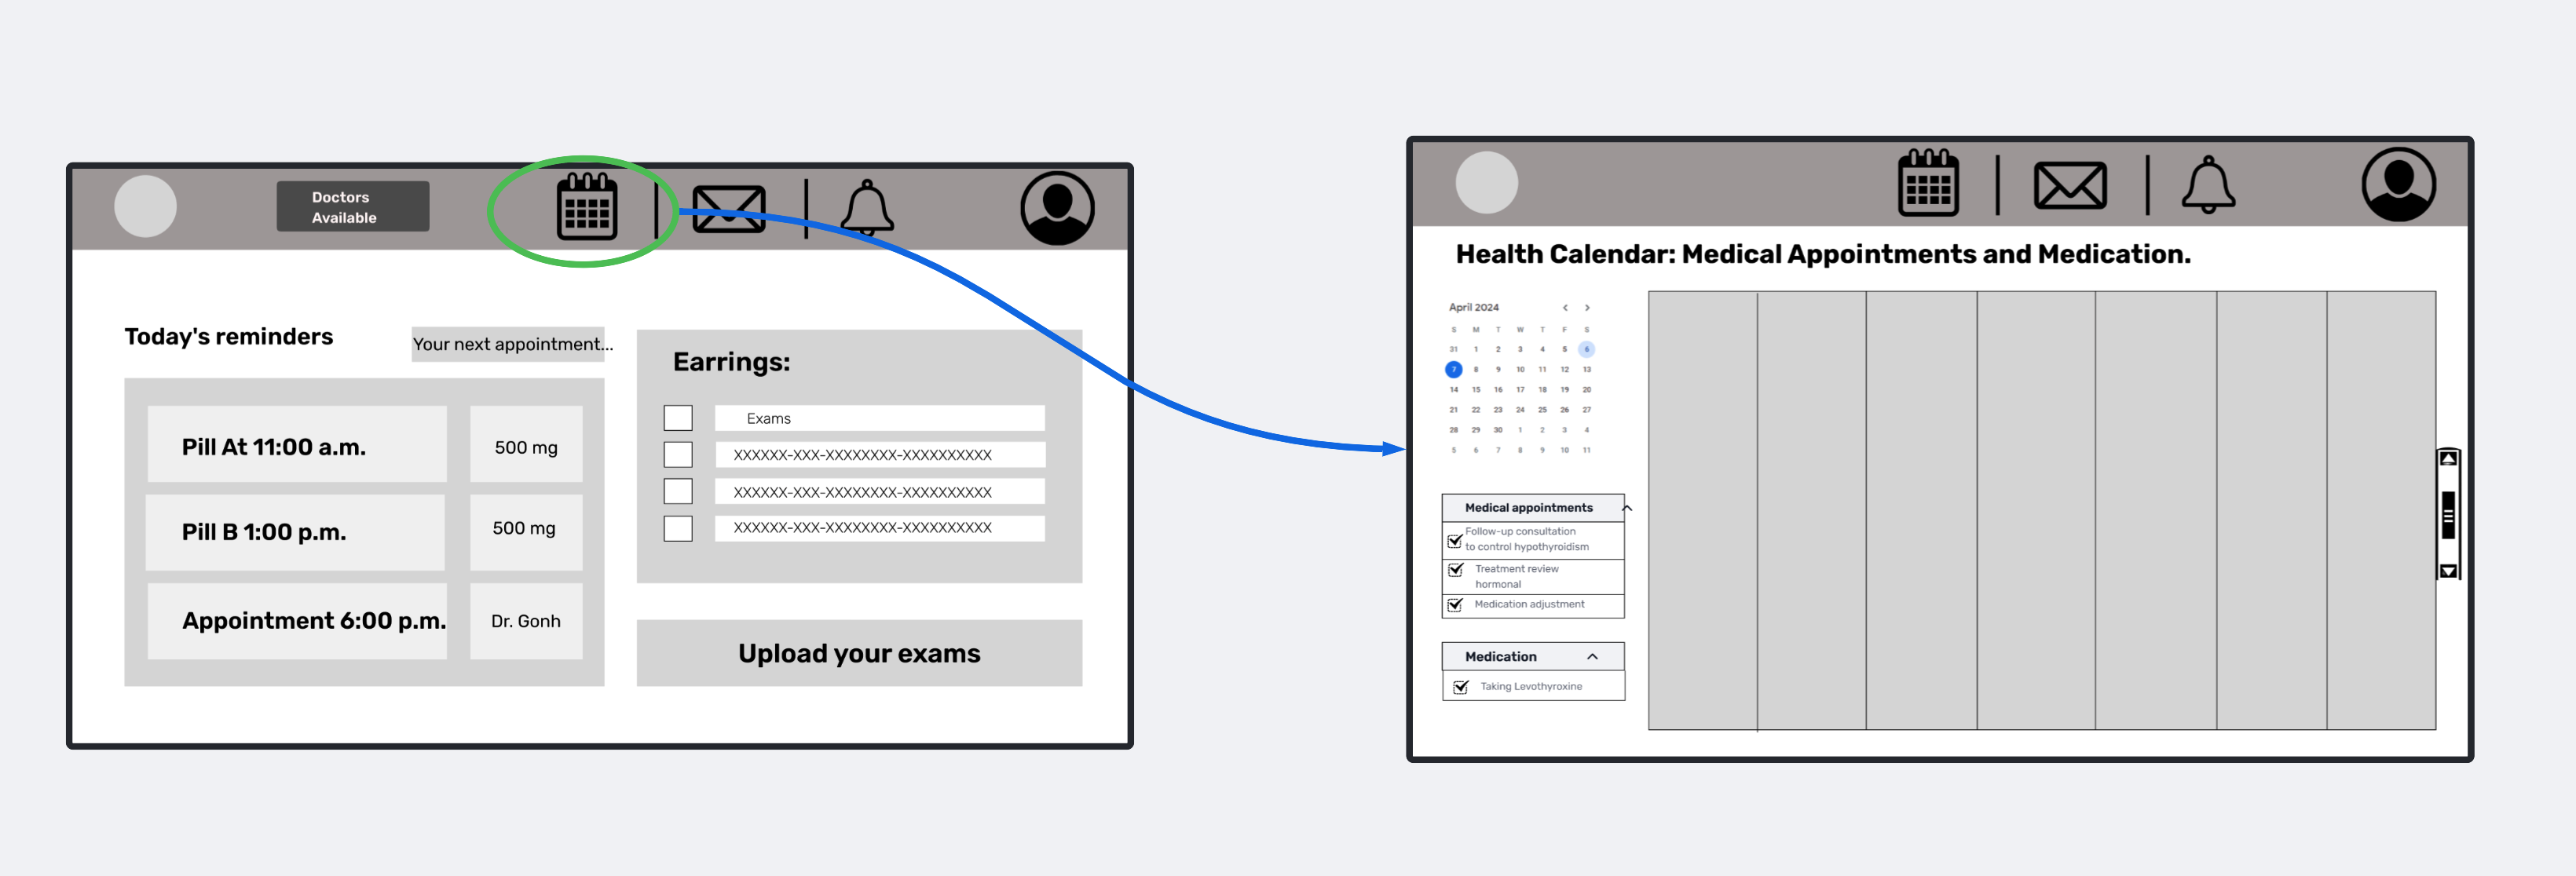 Doctors
Available
Today's reminders
Your next appointment...
Pill At 11:00 a.m.
500 mg
Pill B 1:00 p.m.
500 mg
Appointment 6:00 p.m.
Dr. Gonh
Earrings:
Exams
XXXXXX-XXX-XXXXXXXX-XXXXXXXXXX
XXXXXX-XXX-XXXXXXXX-XXXXXXXXXX
XXXXXX-XXX-XXXXXXXX-XXXXXXXXXX
Upload your exams
Health Calendar: Medical Appointments and Medication.
April 2024
S M T W T F S
31 1 2 3 4 5 6
7 8 9 10 11 12 13
14 15 16 17 18 19 20
21 22 23 24 25 26 27
28 29 30 1 2 3 4
5 6 7 8 9 10 11
Medical appointments
Follow-up consultation
to control hypothyroidism
Treatment review
hormonal
Medication adjustment
Medication
Taking Levothyroxine